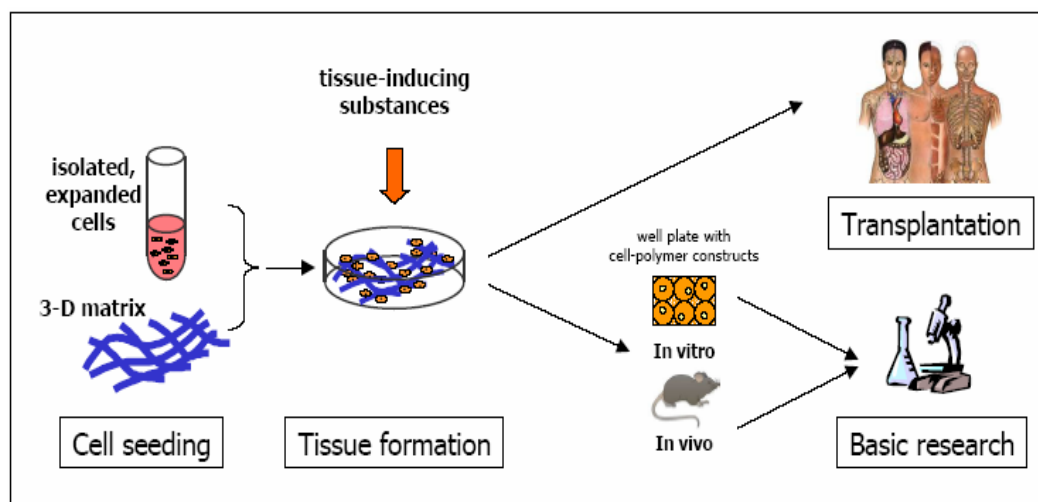 tissue-inducing
substances
isolated,
expanded
cells
3-D matrix
Cell seeding
Tissue formation
well plate with
cell-polymer constructs
In vitro
In vivo
Transplantation
Basic research